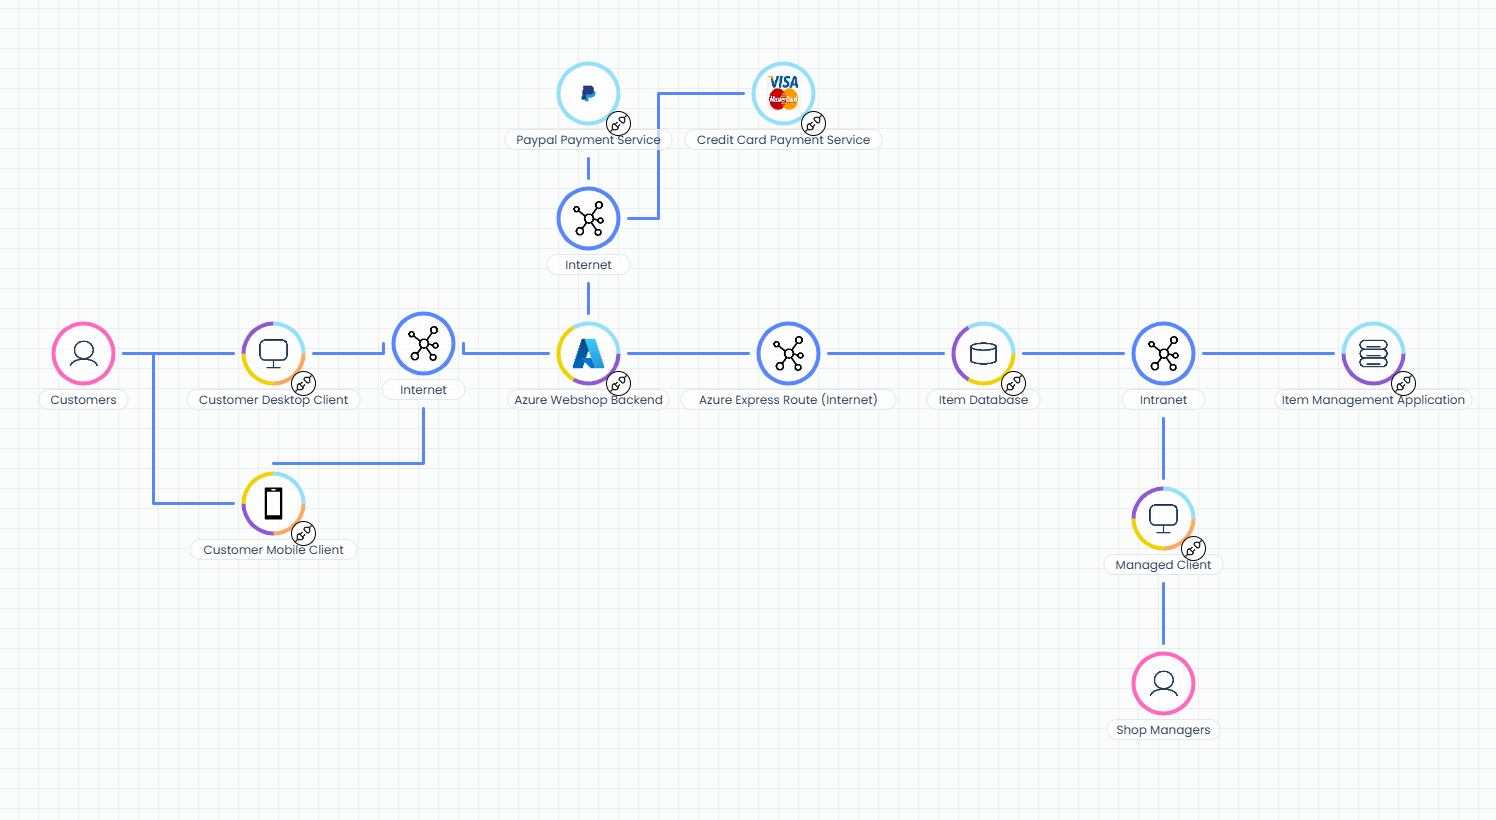 VISA
MasterCard
Paypal Payment Service
Credit Card Payment Service
Internet
Internet
Customers
Customer Desktop Client
Azure Webshop Backend
Azure Express Route (Internet)
Item Database
Intranet
Item Management Application
Customer Mobile Client
Managed Client
Shop Managers